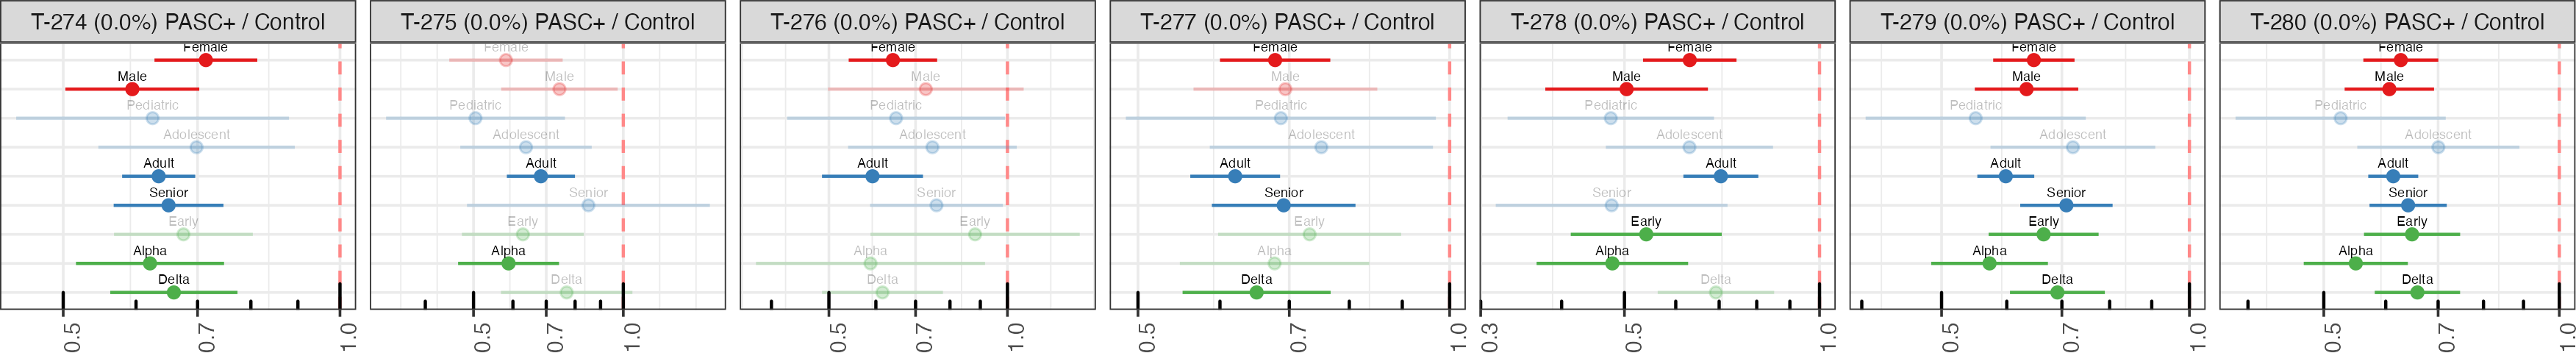 T-274 (0.0%) PASC+ / Control
Female
Male
Pediatric
Adolescent
Adult
Senior
Early
Alpha
Delta
0.5
0.7
1.0
T-275 (0.0%) PASC+ / Control
Female
Male
Pediatric
Adolescent
Adult
Senior
Early
Alpha
Delta
0.5
0.7
1.0
T-276 (0.0%) PASC+ / Control
Female
Male
Pediatric
Adolescent
Adult
Senior
Early
Alpha
Delta
0.5
0.7
1.0
T-277 (0.0%) PASC+ / Control
Female
Male
Pediatric
Adolescent
Adult
Senior
Early
Alpha
Delta
0.5
0.7
1.0
T-278 (0.0%) PASC+ / Control
Female
Male
Pediatric
Adolescent
Adult
Senior
Early
Alpha
Delta
0.3
0.5
1.0
T-279 (0.0%) PASC+ / Control
Female
Male
Pediatric
Adolescent
Adult
Senior
Early
Alpha
Delta
0.5
0.7
1.0
T-280 (0.0%) PASC+ / Control
Female
Male
Pediatric
Adolescent
Adult
Senior
Early
Alpha
Delta
0.5
0.7
1.0